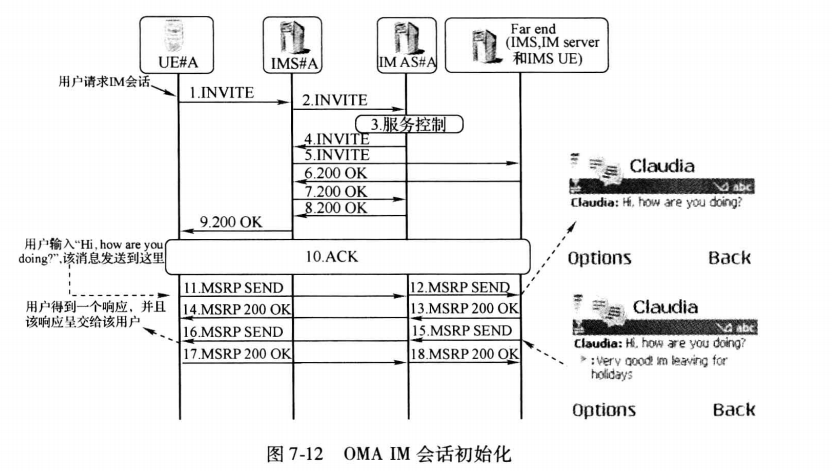 UE#A
IMS#A
IM AS#A
Far end
(IMS,IM server
和IMS UE)
用户请求IM会话
1.INVITE
2.INVITE
3.服务控制
4.INVITE
5.INVITE
6.200 OK
7.200 OK
8.200 OK
9.200 OK
用户输入“Hi, how are you
doing?”,该消息发送到这里
10.ACK
11.MSRP SEND
12.MSRP SEND
用户得到一个响应，并且
该响应呈交给该用户
14.MSRP 200 OK
13.MSRP 200 OK
16.MSRP SEND
15.MSRP SEND
17.MSRP 200 OK
18.MSRP 200 OK
Claudia
abc
Claudia: Hi, how are you doing?
Options
Back
Claudia
abc
Claudia: Hi, how are you doing?
:Very good! Im leaving for
holidays
Options
Back
图 7-12 OMA IM 会话初始化